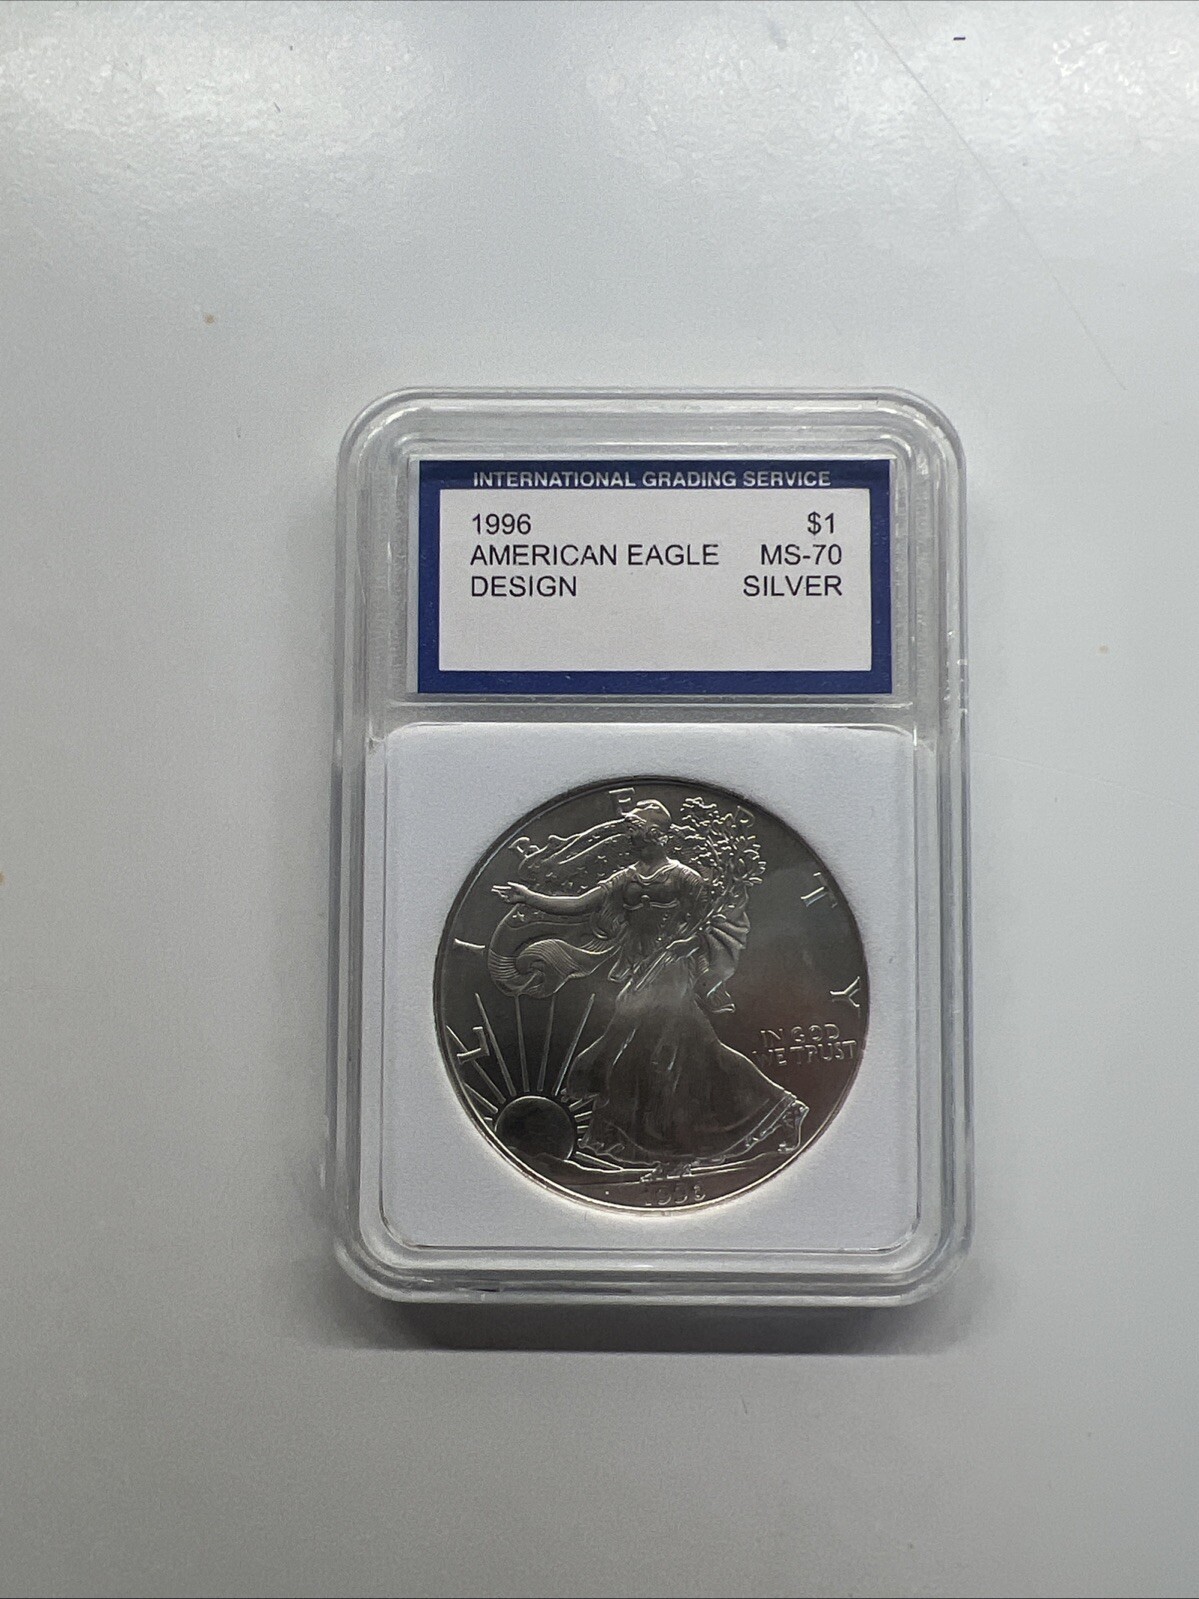 INTERNATIONAL GRADING SERVICE
1996 $1
AMERICAN EAGLE MS-70
DESIGN SILVER
LIBERTY
IN GOD
WE TRUST